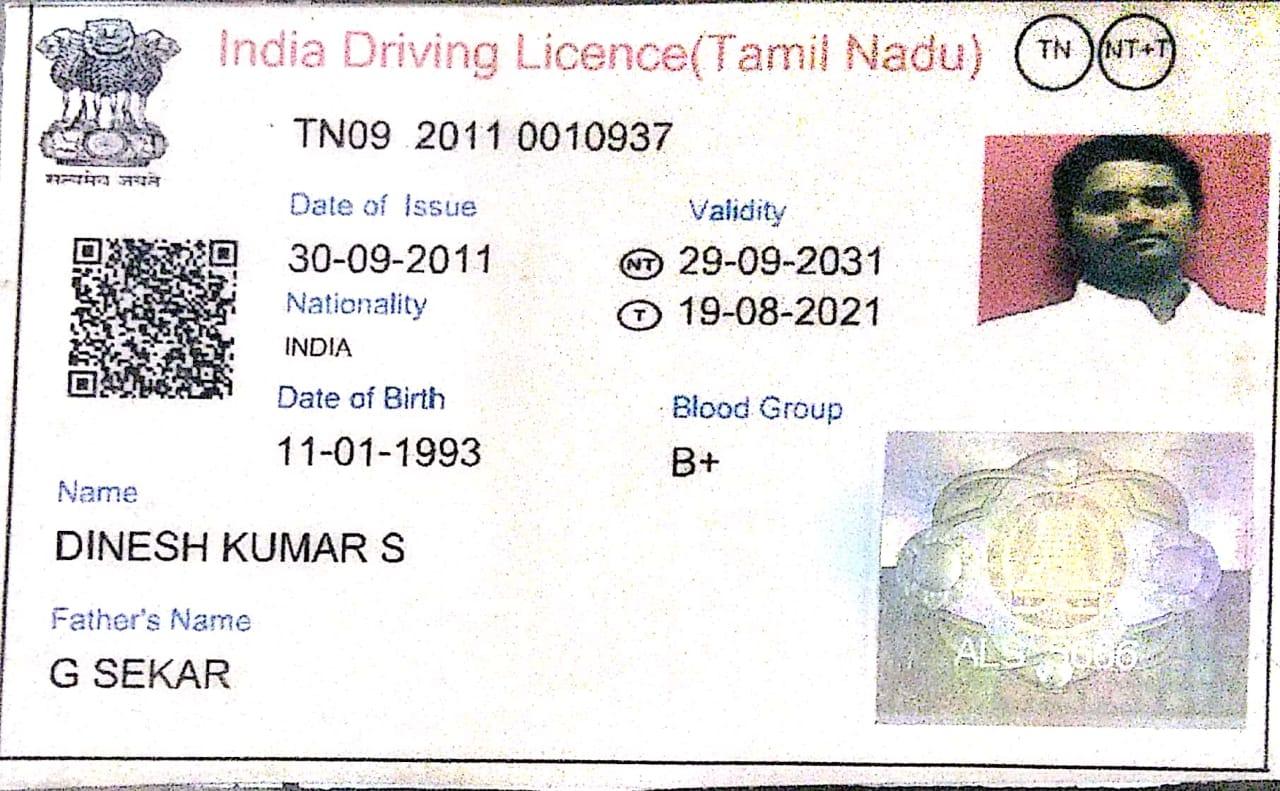 India Driving Licence(Tamil Nadu) TN NT+T
सत्यमेव जयते
TN09 2011 0010937
Date of Issue Validity
30-09-2011 NT 29-09-2031
Nationality T 19-08-2021
INDIA
Date of Birth Blood Group
11-01-1993 B+
Name
DINESH KUMAR S
Father's Name
G SEKAR